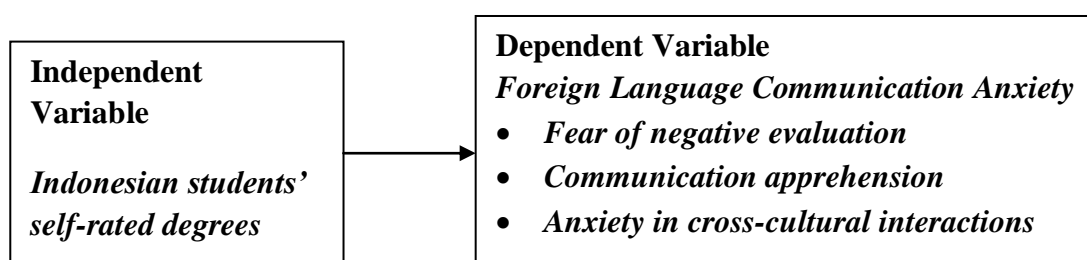 Independent
Variable
Indonesian students’
self-rated degrees
Dependent Variable
Foreign Language Communication Anxiety
• Fear of negative evaluation
• Communication apprehension
• Anxiety in cross-cultural interactions